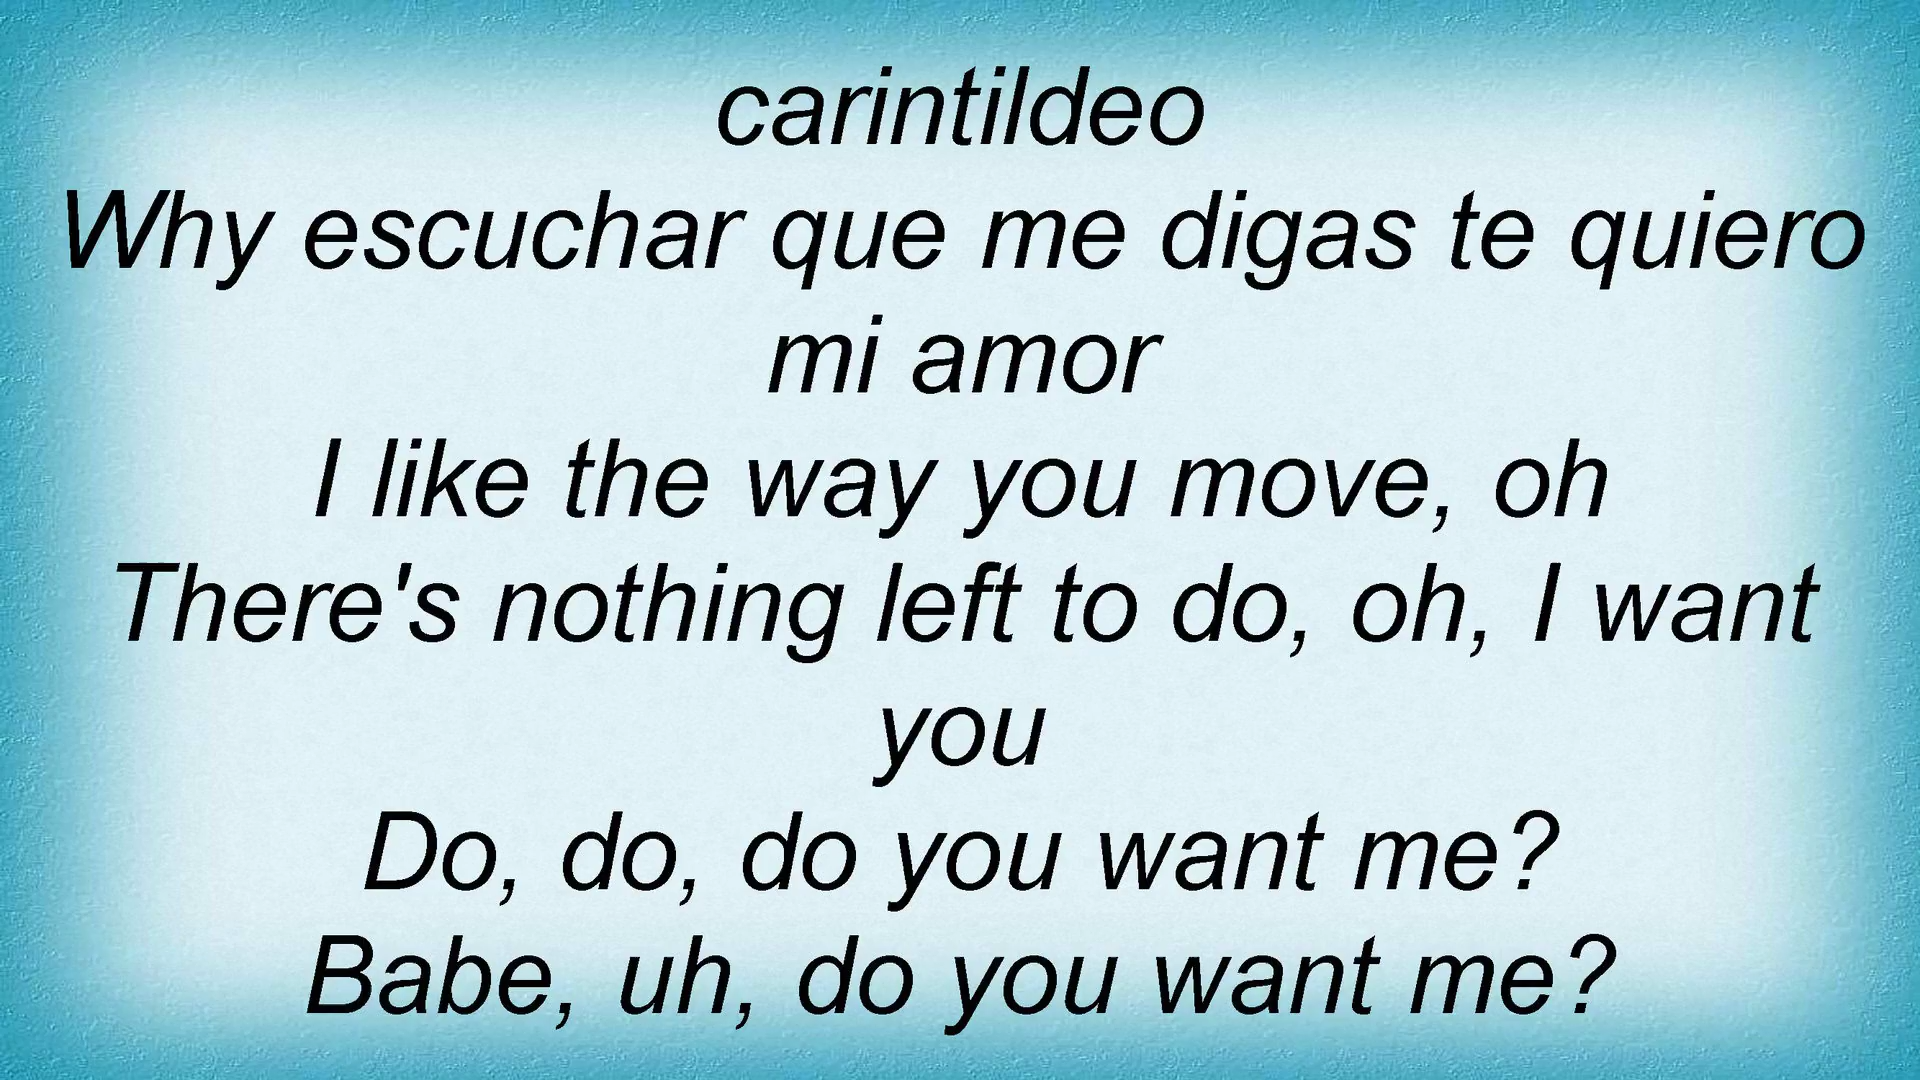 carintildeo
Why escuchar que me digas te quiero
mi amor
I like the way you move, oh
There's nothing left to do, oh, I want
you
Do, do, do you want me?
Babe, uh, do you want me?